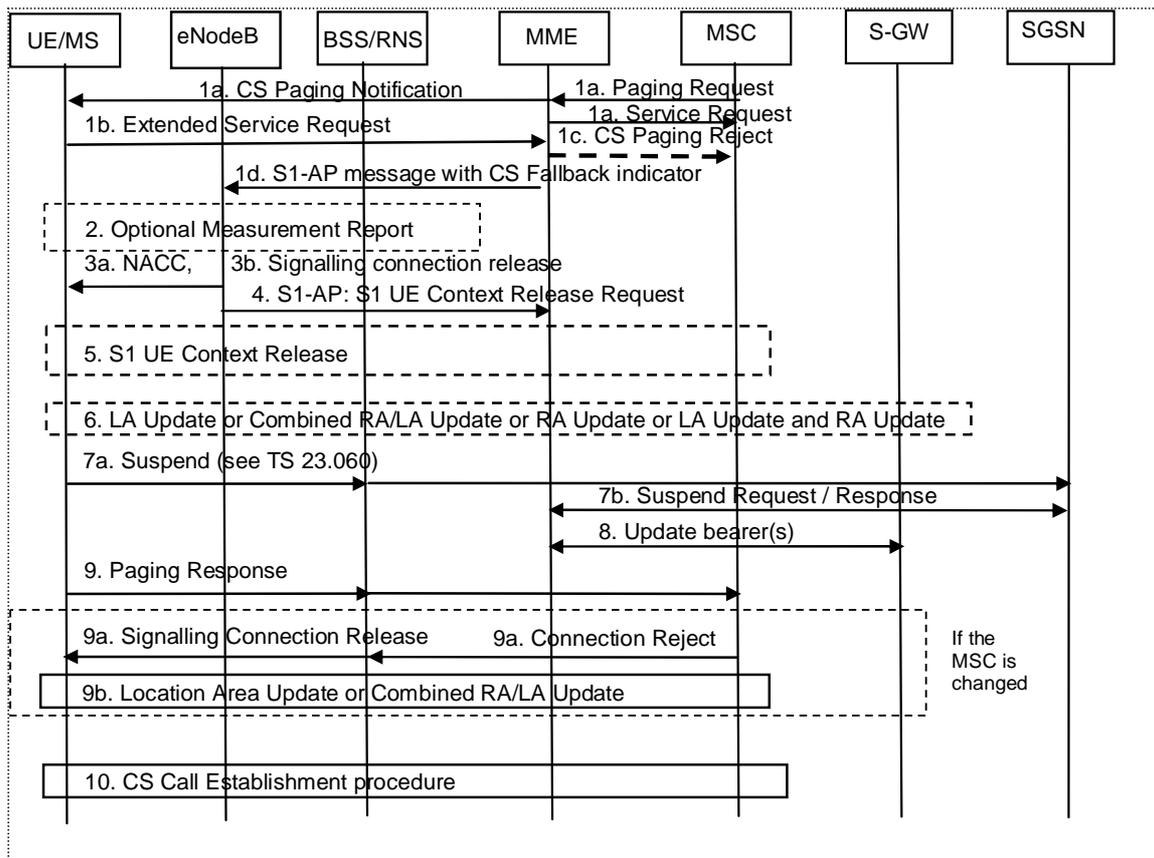 UE/MS
eNodeB
BSS/RNS
MME
MSC
S-GW
SGSN
1a. CS Paging Notification
1a. Paging Request
1a. Service Request
1b. Extended Service Request
1c. CS Paging Reject
1d. S1-AP message with CS Fallback indicator
2. Optional Measurement Report
3a. NACC,
3b. Signalling connection release
4. S1-AP: S1 UE Context Release Request
5. S1 UE Context Release
6. LA Update or Combined RA/LA Update or RA Update or LA Update and RA Update
7a. Suspend (see TS 23.060)
7b. Suspend Request / Response
8. Update bearer(s)
9. Paging Response
9a. Signalling Connection Release
9a. Connection Reject
If the
MSC is
changed
9b. Location Area Update or Combined RA/LA Update
10. CS Call Establishment procedure